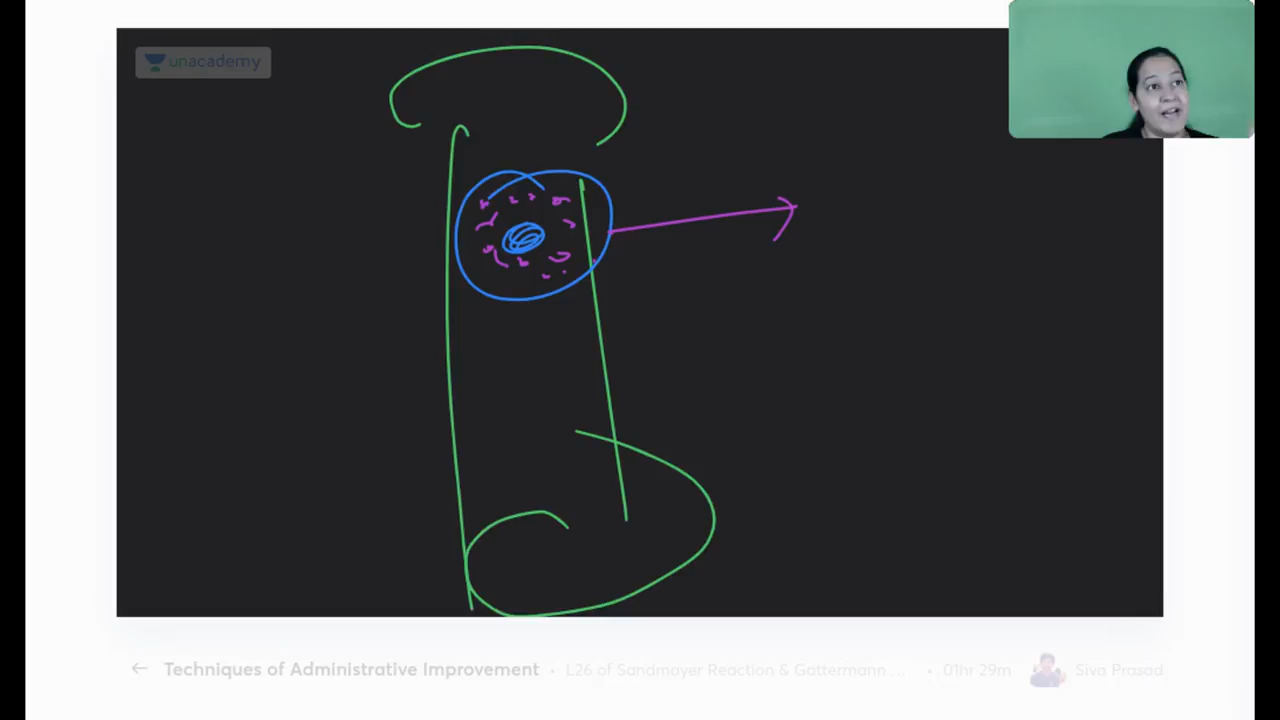 unacademy
Techniques of Administrative Improvement • L26 of Sandmayer Reaction & Gattermann ... • 01hr 29m Siva Prasad